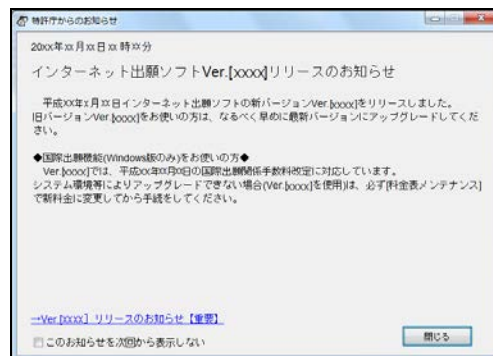 特許庁からのお知らせ
20xx年xx月xx日xx時xx分
インターネット出願ソフトVer.[xxxx]リリースのお知らせ
平成XX年x月xx日インターネット出願ソフトの新バージョンVer.[xxxx]をリリースしました。
旧バージョンVer.[xxxx]をお使いの方は、なるべく早めに最新バージョンにアップグレードしてくだ
さい。
◆国際出願機能(Windows版のみ)をお使いの方◆
Ver.[xxxx]では、平成xx年xx月xx日の国際出願関係手数料改定に対応しています。
システム環境等によりアップグレードできない場合(Ver.[xxxx]を使用)は、必ず[料金表メンテナンス]
で新料金に変更してから手続をしてください。
→Ver.[xxxx] リリースのお知らせ【重要】
このお知らせを次回から表示しない
閉じる